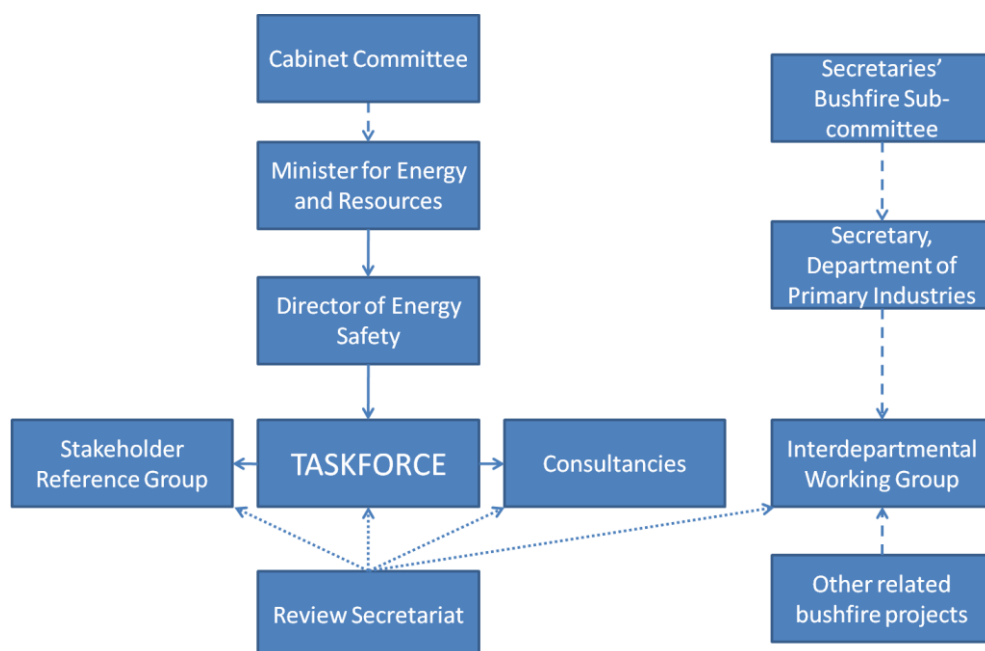 Cabinet Committee
Secretaries’
Bushfire Sub-
committee
Minister for Energy
and Resources
Secretary,
Department of
Primary Industries
Director of Energy
Safety
Stakeholder
Reference Group
TASKFORCE
Consultancies
Interdepartmental
Working Group
Review Secretariat
Other related
bushfire projects